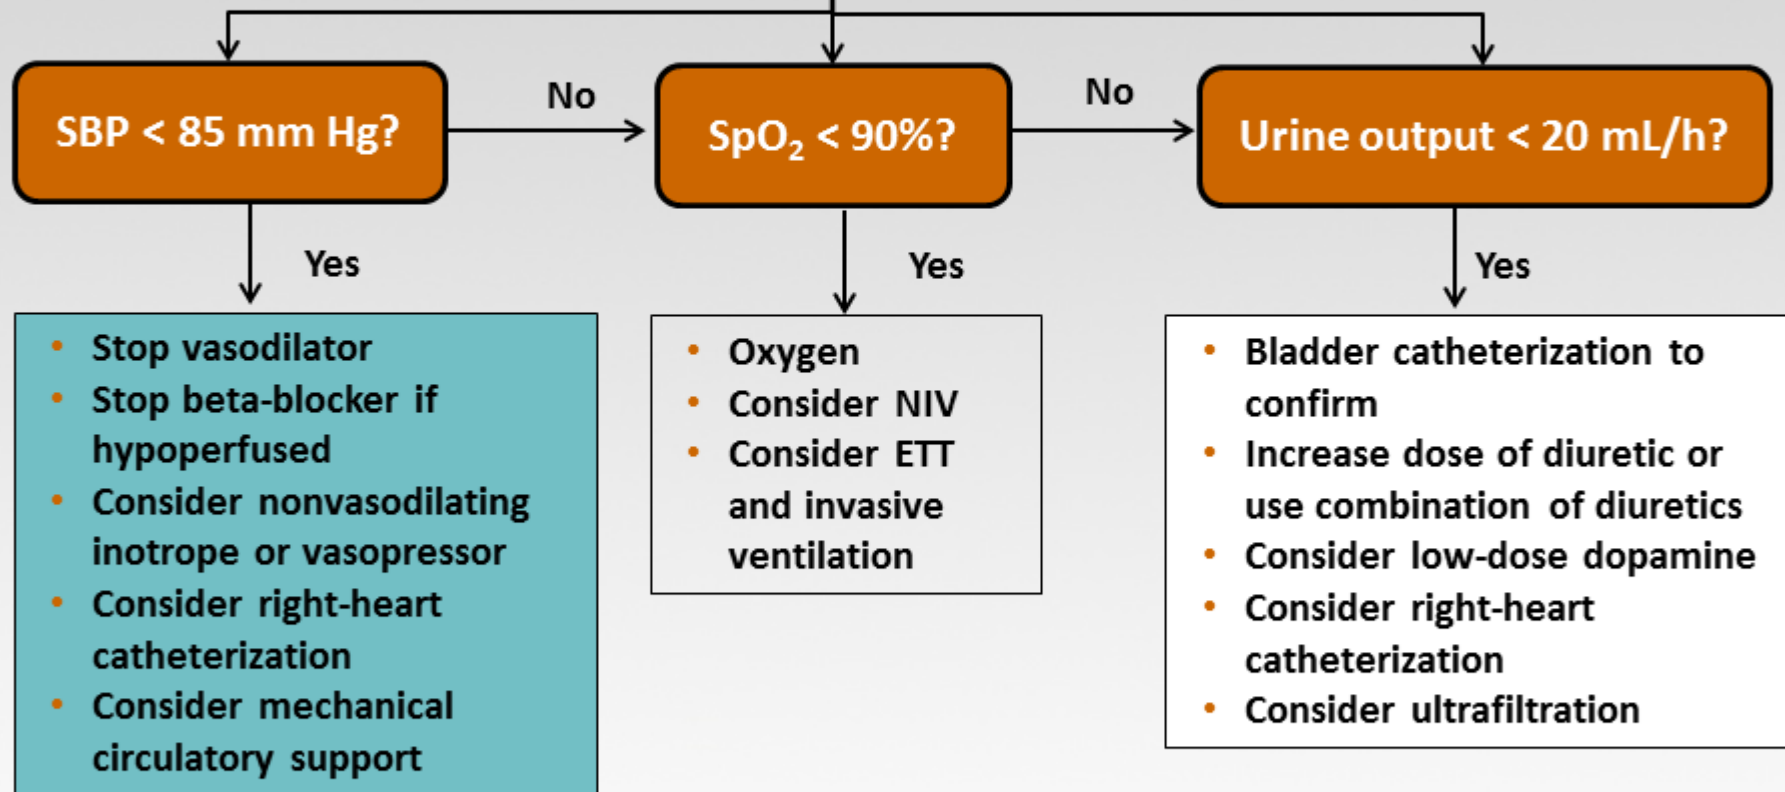 SBP < 85 mm Hg?
No
SpO₂ < 90%?
No
Urine output < 20 mL/h?
Yes
• Stop vasodilator
• Stop beta-blocker if
hypoperfused
• Consider nonvasodilating
inotrope or vasopressor
• Consider right-heart
catheterization
• Consider mechanical
circulatory support
Yes
• Oxygen
• Consider NIV
• Consider ETT
and invasive
ventilation
Yes
• Bladder catheterization to
confirm
• Increase dose of diuretic or
use combination of diuretics
• Consider low-dose dopamine
• Consider right-heart
catheterization
• Consider ultrafiltration